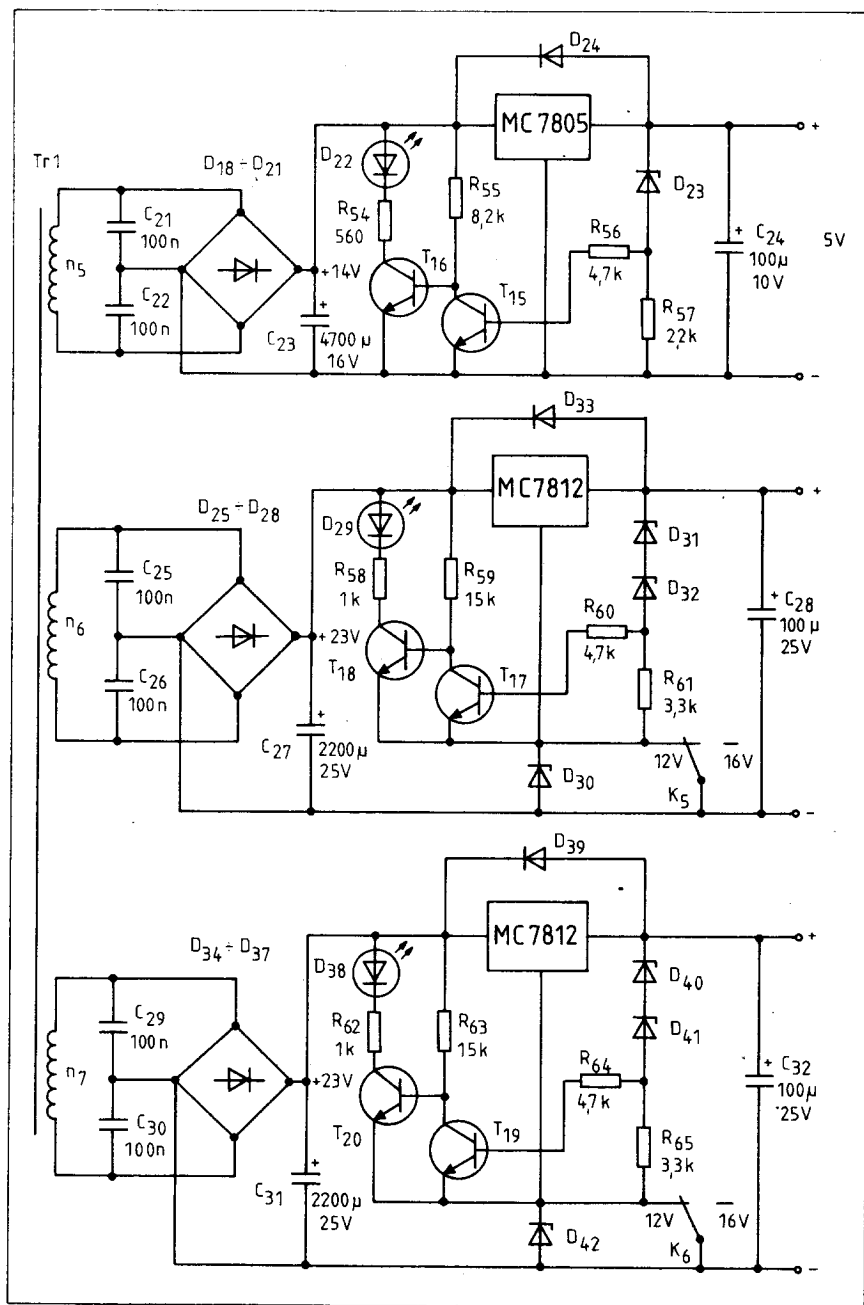 D24
MC7805
+
Tr1
D18 ÷ D21
D22
R55
8,2k
D23
C21
100n
R54
560
R56
4,7k
+
C24
100µ
10V
5V
n5
+14V
T16
T15
C22
100n
+
C23
4700µ
16V
R57
2,2k
−
D33
MC7812
+
D25 ÷ D28
D29
D31
C25
100n
R58
1k
R59
15k
D32
R60
4,7k
+
C28
100µ
25V
n6
+23V
T18
T17
C26
100n
R61
3,3k
+
C27
2200µ
25V
12V
16V
D30
K5
−
D39
MC7812
+
D34 ÷ D37
D38
D40
C29
100n
R62
1k
R63
15k
D41
R64
4,7k
+
C32
100µ
25V
n7
+23V
T20
T19
C30
100n
R65
3,3k
+
C31
2200µ
25V
12V
16V
D42
K6
−